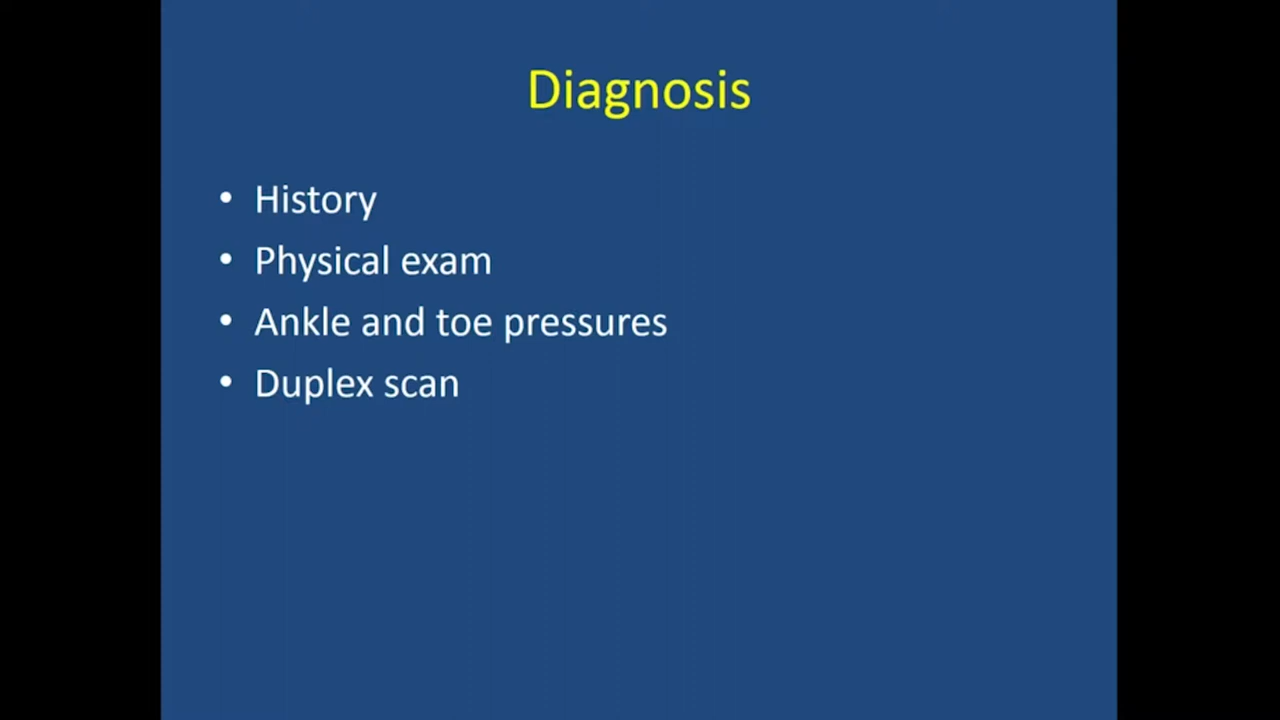 Diagnosis
• History
• Physical exam
• Ankle and toe pressures
• Duplex scan